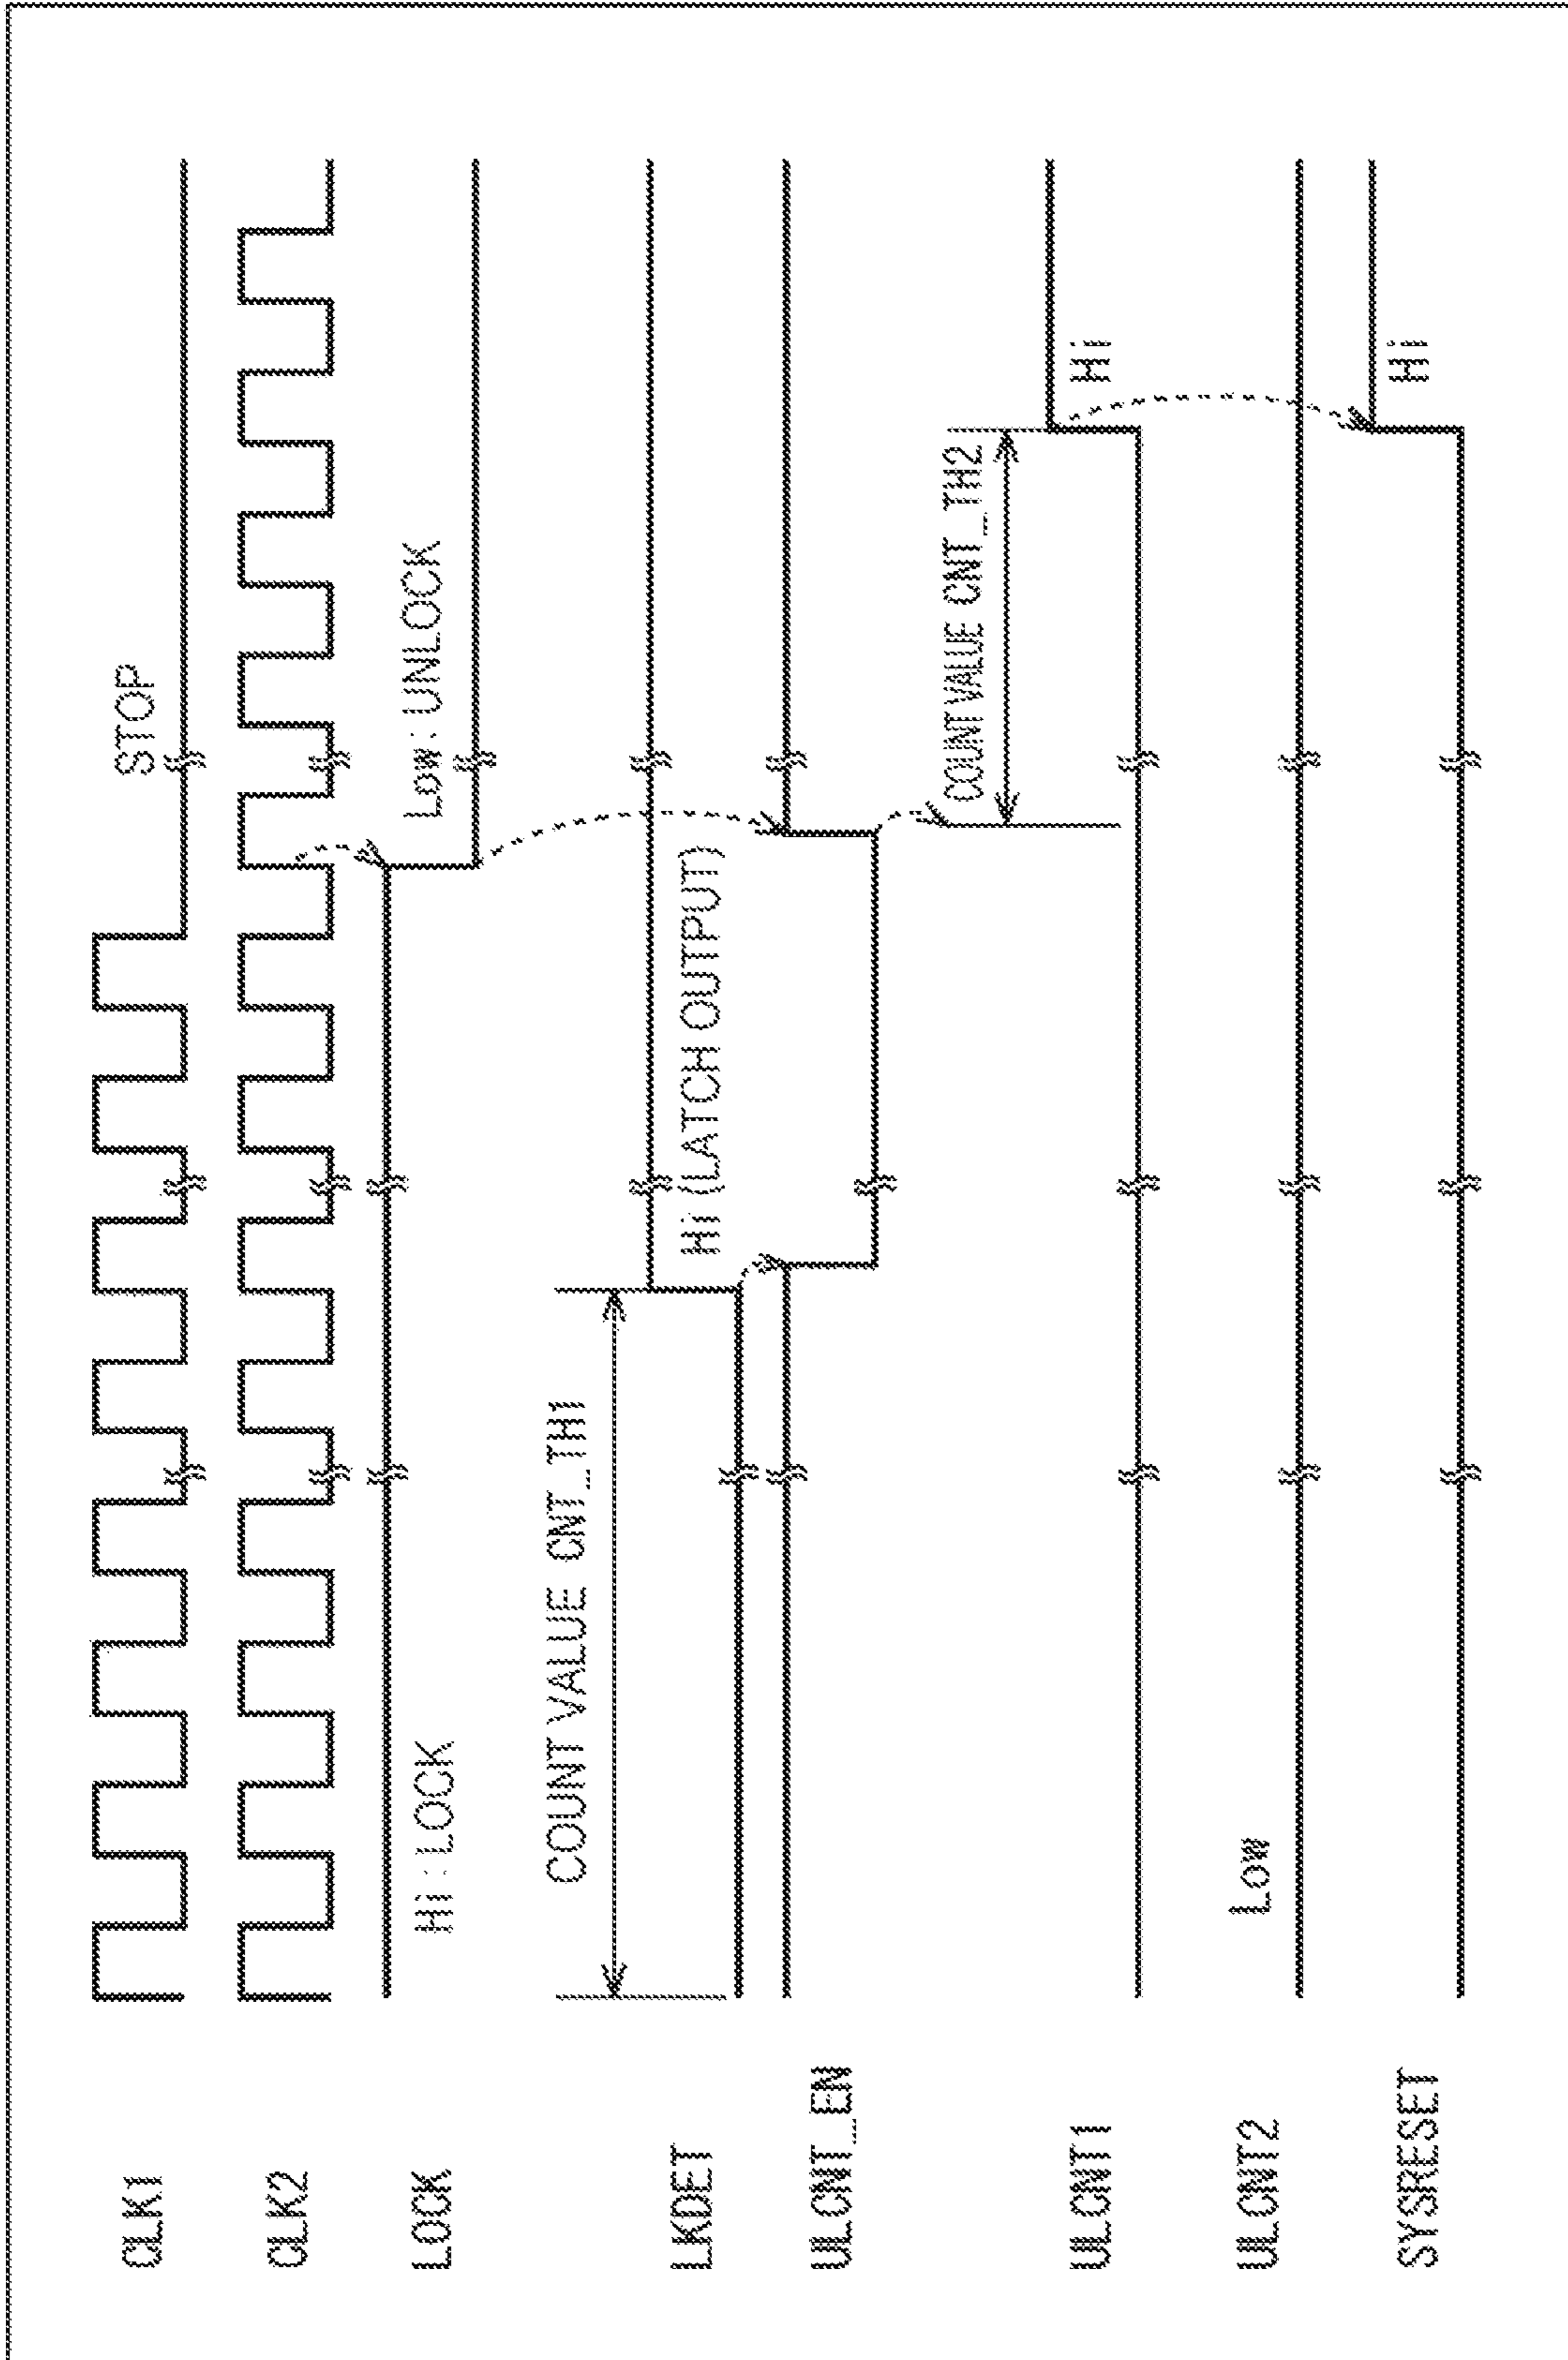 CLK1
STOP
CLK2
LOCK
Hi : LOCK
Low : UNLOCK
COUNT VALUE CNT_TH1
LKDET
Hi (LATCH OUTPUT)
ULCNT_EN
COUNT VALUE CNT_TH2
ULCNT1
Hi
ULCNT2
Low
SYSRESET
Hi